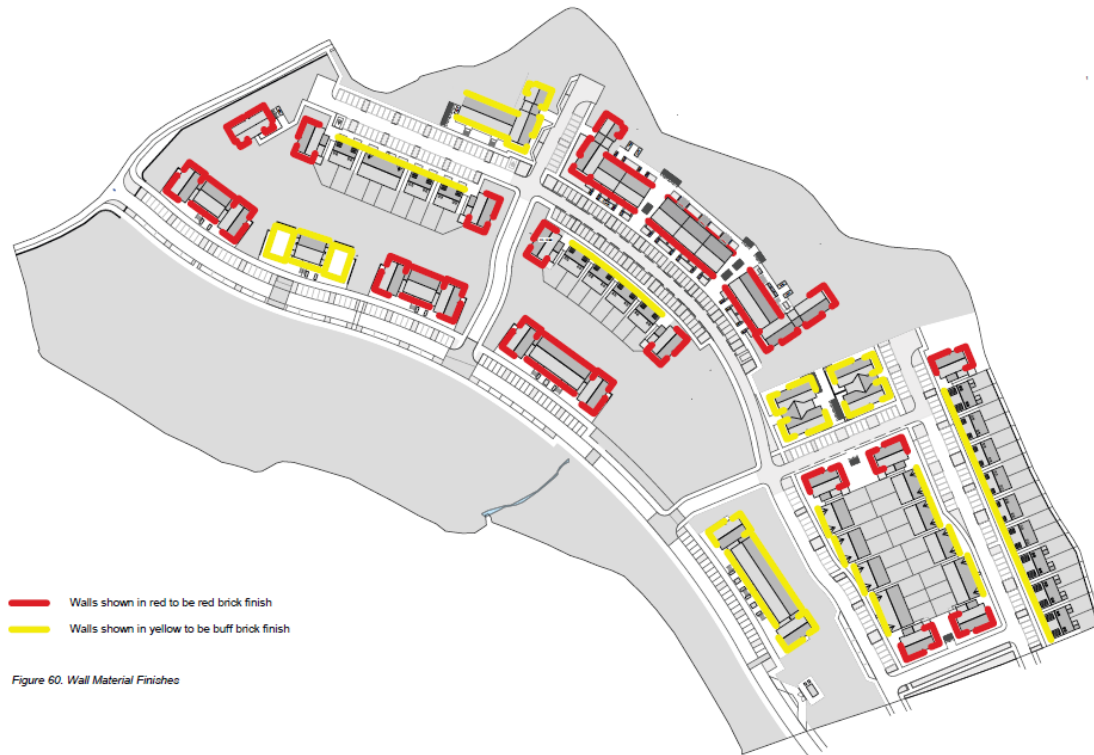 Walls shown in red to be red brick finish
Walls shown in yellow to be buff brick finish
Figure 60. Wall Material Finishes